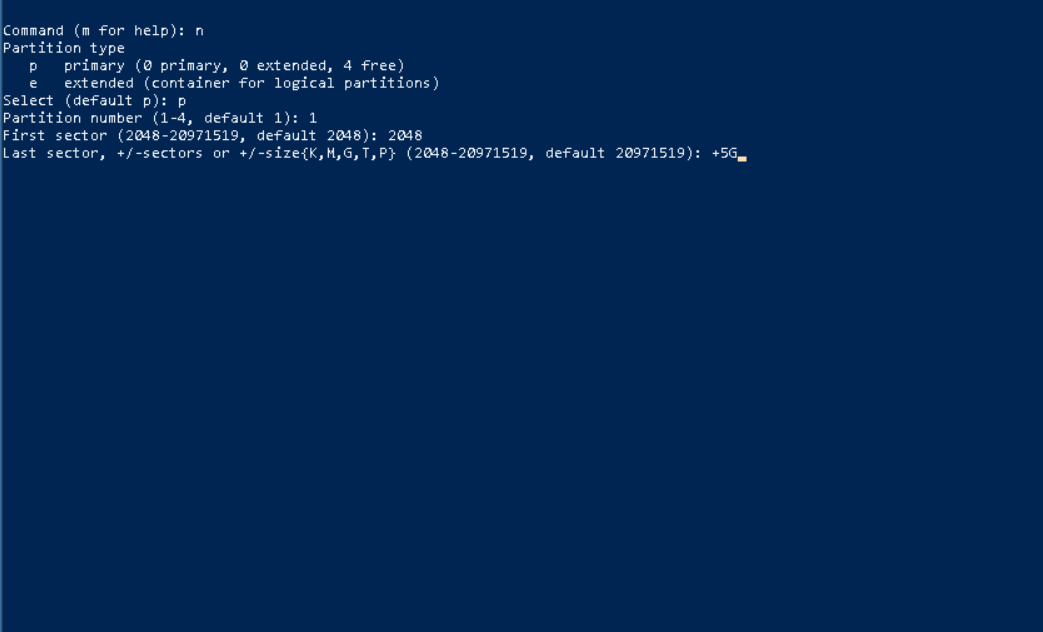 Command (m for help): n
Partition type
   p   primary (0 primary, 0 extended, 4 free)
   e   extended (container for logical partitions)
Select (default p): p
Partition number (1-4, default 1): 1
First sector (2048-20971519, default 2048): 2048
Last sector, +/-sectors or +/-size{K,M,G,T,P} (2048-20971519, default 20971519): +5G